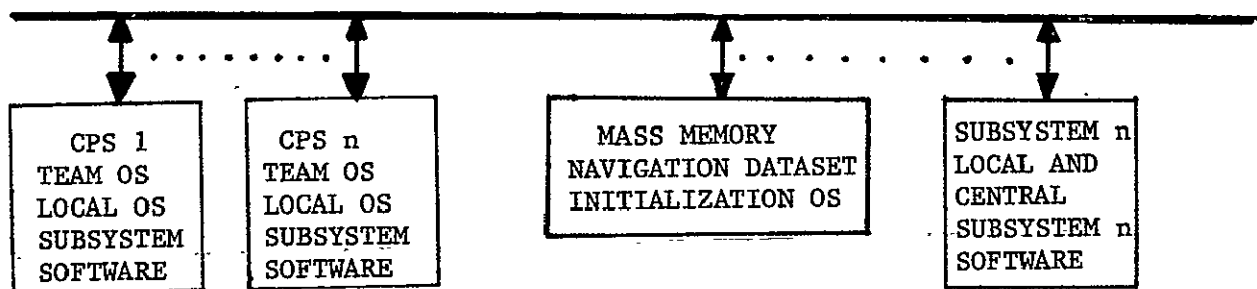 CPS 1
TEAM OS
LOCAL OS
SUBSYSTEM
SOFTWARE
CPS n
TEAM OS
LOCAL OS
SUBSYSTEM
SOFTWARE
MASS MEMORY
NAVIGATION DATASET
INITIALIZATION OS
SUBSYSTEM n
LOCAL AND
CENTRAL
SUBSYSTEM n
SOFTWARE